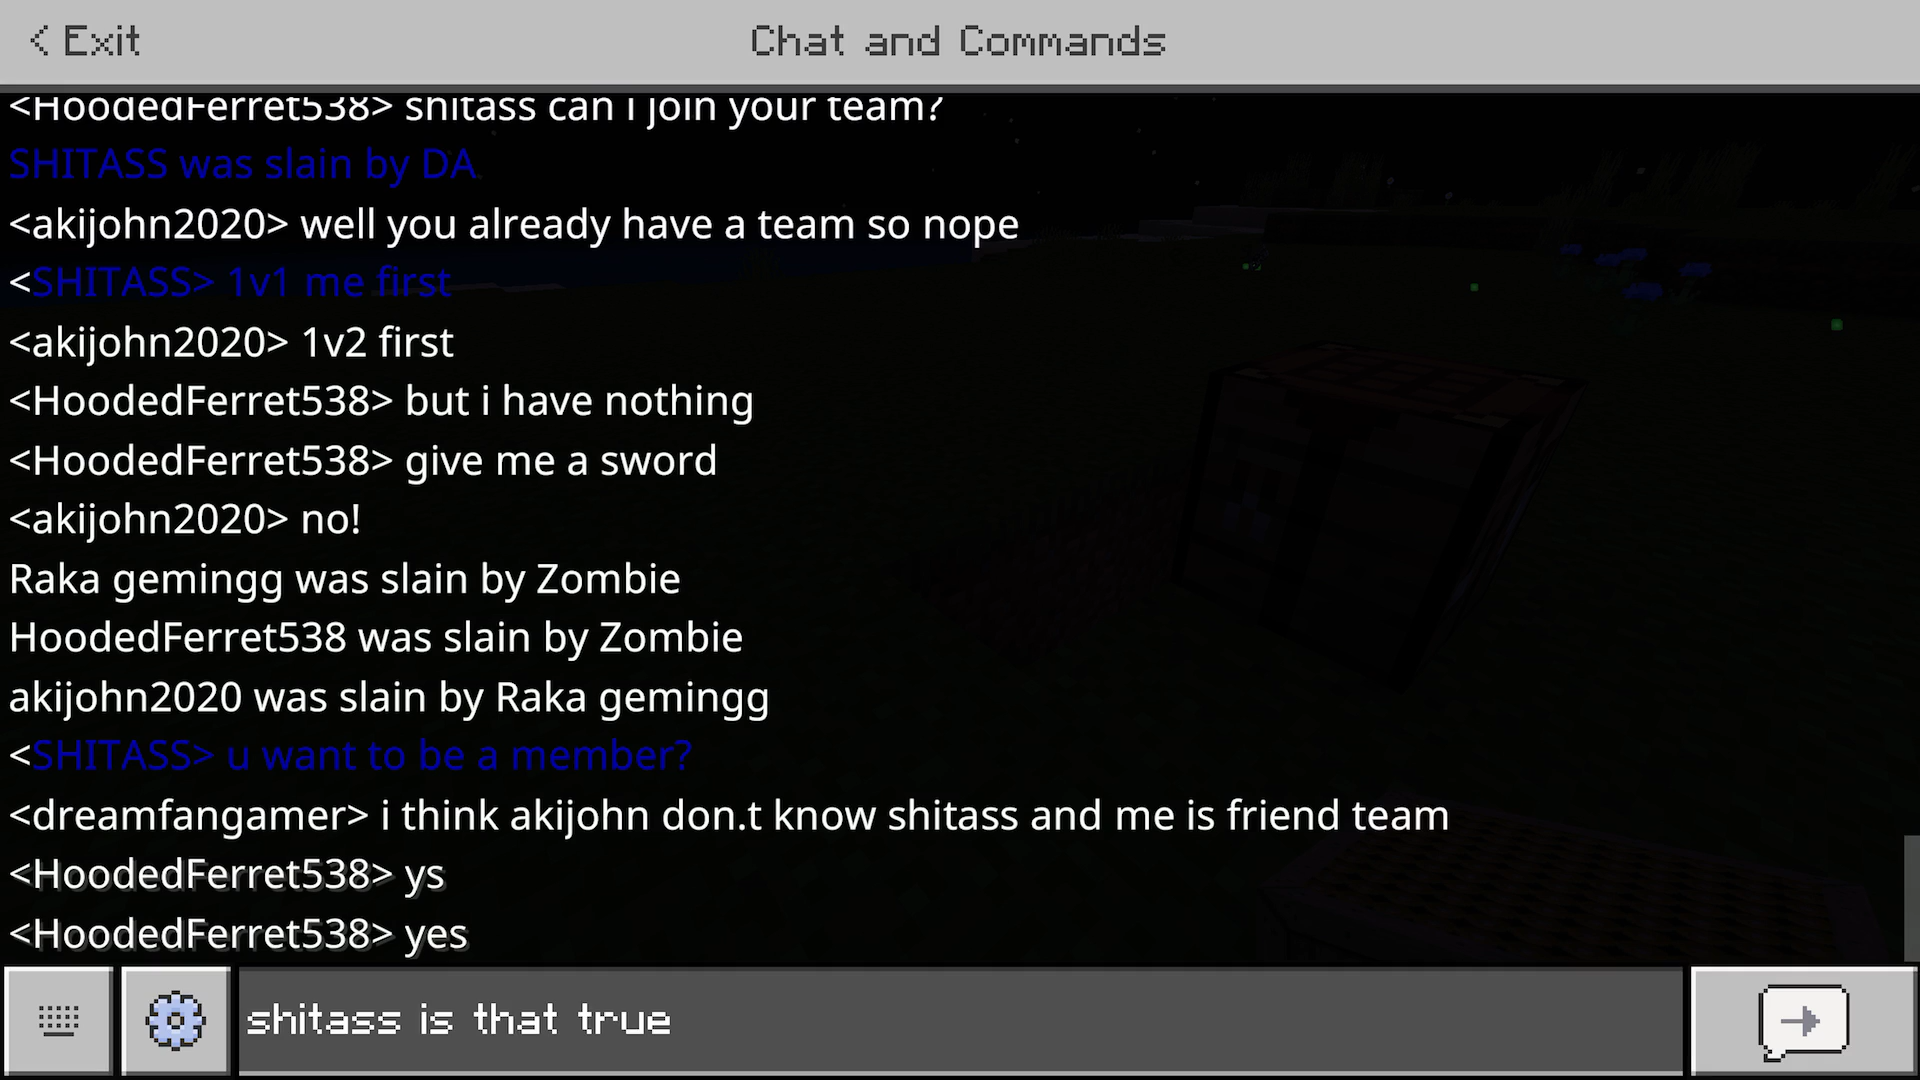 < Exit
Chat and Commands
<HoodedFerret538> shitass can i join your team?
SHITASS was slain by DA
<akijohn2020> well you already have a team so nope
<SHITASS> 1v1 me first
<akijohn2020> 1v2 first
<HoodedFerret538> but i have nothing
<HoodedFerret538> give me a sword
<akijohn2020> no!
Raka gemingg was slain by Zombie
HoodedFerret538 was slain by Zombie
akijohn2020 was slain by Raka gemingg
<SHITASS> u want to be a member?
<dreamfangamer> i think akijohn don.t know shitass and me is friend team
<HoodedFerret538> ys
<HoodedFerret538> yes
shitass is that true